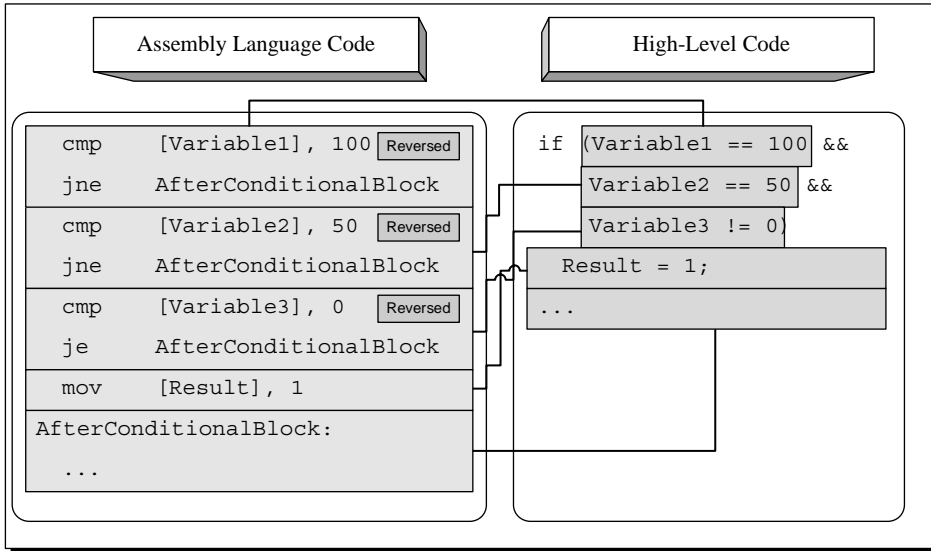 Assembly Language Code
High-Level Code
cmp [Variable1], 100 Reversed
jne AfterConditionalBlock
cmp [Variable2], 50 Reversed
jne AfterConditionalBlock
cmp [Variable3], 0 Reversed
je AfterConditionalBlock
mov [Result], 1
AfterConditionalBlock:
...
if (Variable1 == 100 &&
Variable2 == 50 &&
Variable3 != 0)
Result = 1;
...